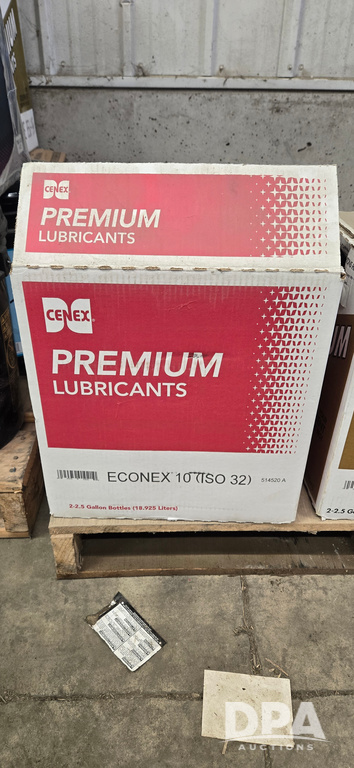 CENEX
PREMIUM
LUBRICANTS
CENEX
PREMIUM
LUBRICANTS
ECONEX 10 (ISO 32) 514520 A
2-2.5 Gallon Bottles (18.925 Liters)
2-2.5 G
DPA
AUCTIONS